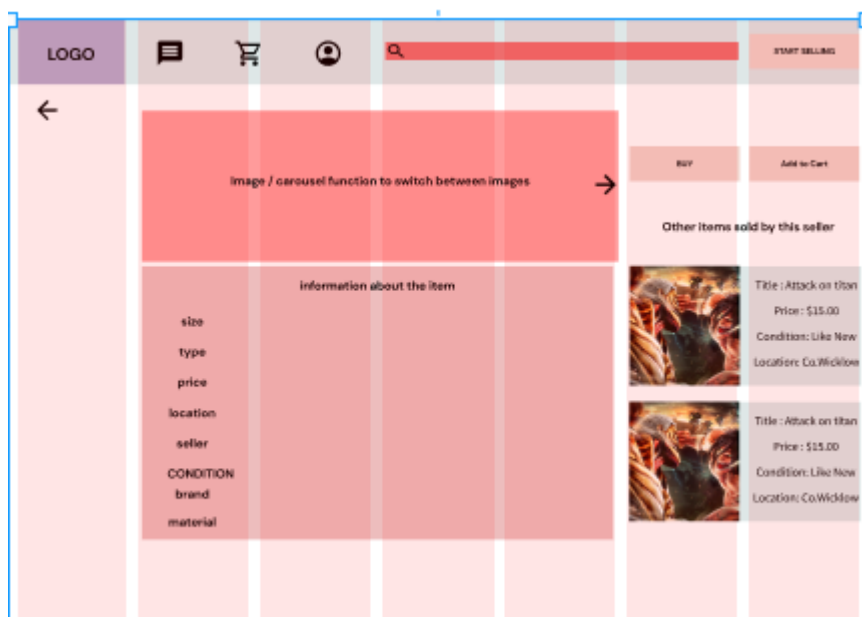 LOGO
START SELLING
Image / carousel function to switch between images
BUY
Add to Cart
Other items sold by this seller
information about the item
size
type
price
location
seller
CONDITION
brand
material
Title : Attack on titan
Price : $15.00
Condition: Like New
Location: Co.Wicklow
Title : Attack on titan
Price : $15.00
Condition: Like New
Location: Co.Wicklow